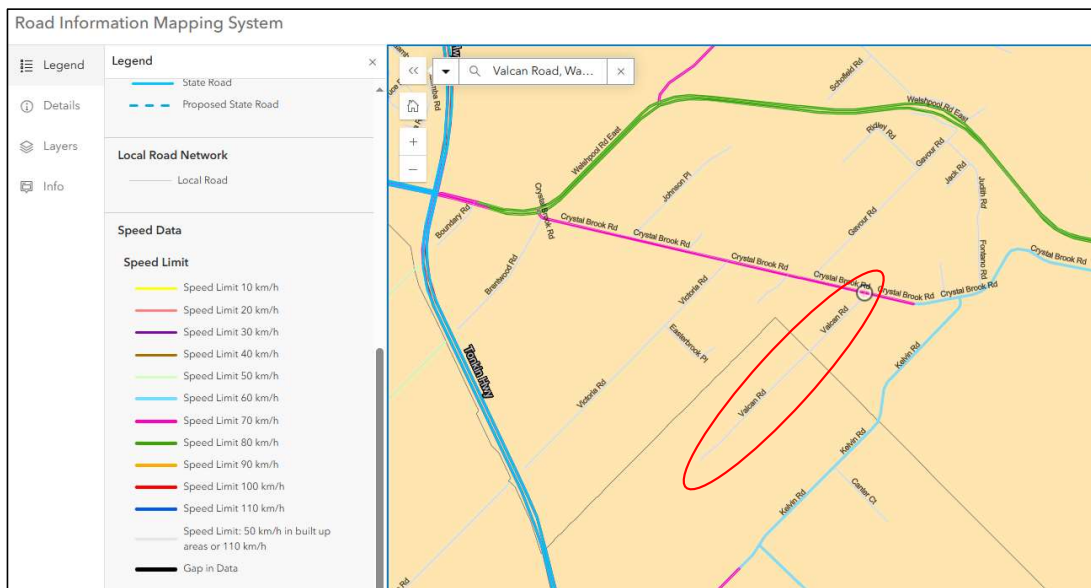 Road Information Mapping System
Legend
Details
Layers
Info
Legend
×
State Road
Proposed State Road
Local Road Network
Local Road
Speed Data
Speed Limit
Speed Limit 10 km/h
Speed Limit 20 km/h
Speed Limit 30 km/h
Speed Limit 40 km/h
Speed Limit 50 km/h
Speed Limit 60 km/h
Speed Limit 70 km/h
Speed Limit 80 km/h
Speed Limit 90 km/h
Speed Limit 100 km/h
Speed Limit 110 km/h
Speed Limit: 50 km/h in built up
areas or 110 km/h
Gap in Data
Valcan Road, Wa...
×
+
−
Schofield Rd
Welshpool Rd East
Ridley Rd
Gavour Rd
Jack Rd
Judith Rd
Welshpool Rd East
Johnson Pl
Crystal Brook Rd
Boundary Rd
Gavour Rd
Fontano Rd
Crystal Brook Rd
Crystal Brook Rd
Crystal Brook Rd
Crystal Brook Rd
Crystal Brook Rd
Crystal Brook Rd
Crystal Brook Rd
Brentwood Rd
Victoria Rd
Valcan Rd
Easterbrook Pl
Kelvin Rd
Tonkin Hwy
Victoria Rd
Valcan Rd
Kelvin Rd
Canter Ct
Kelvin Rd
Rd